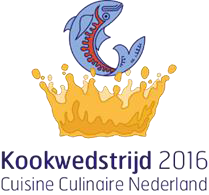 Kookwedstrijd 2016
Cuisine Culinaire Nederland